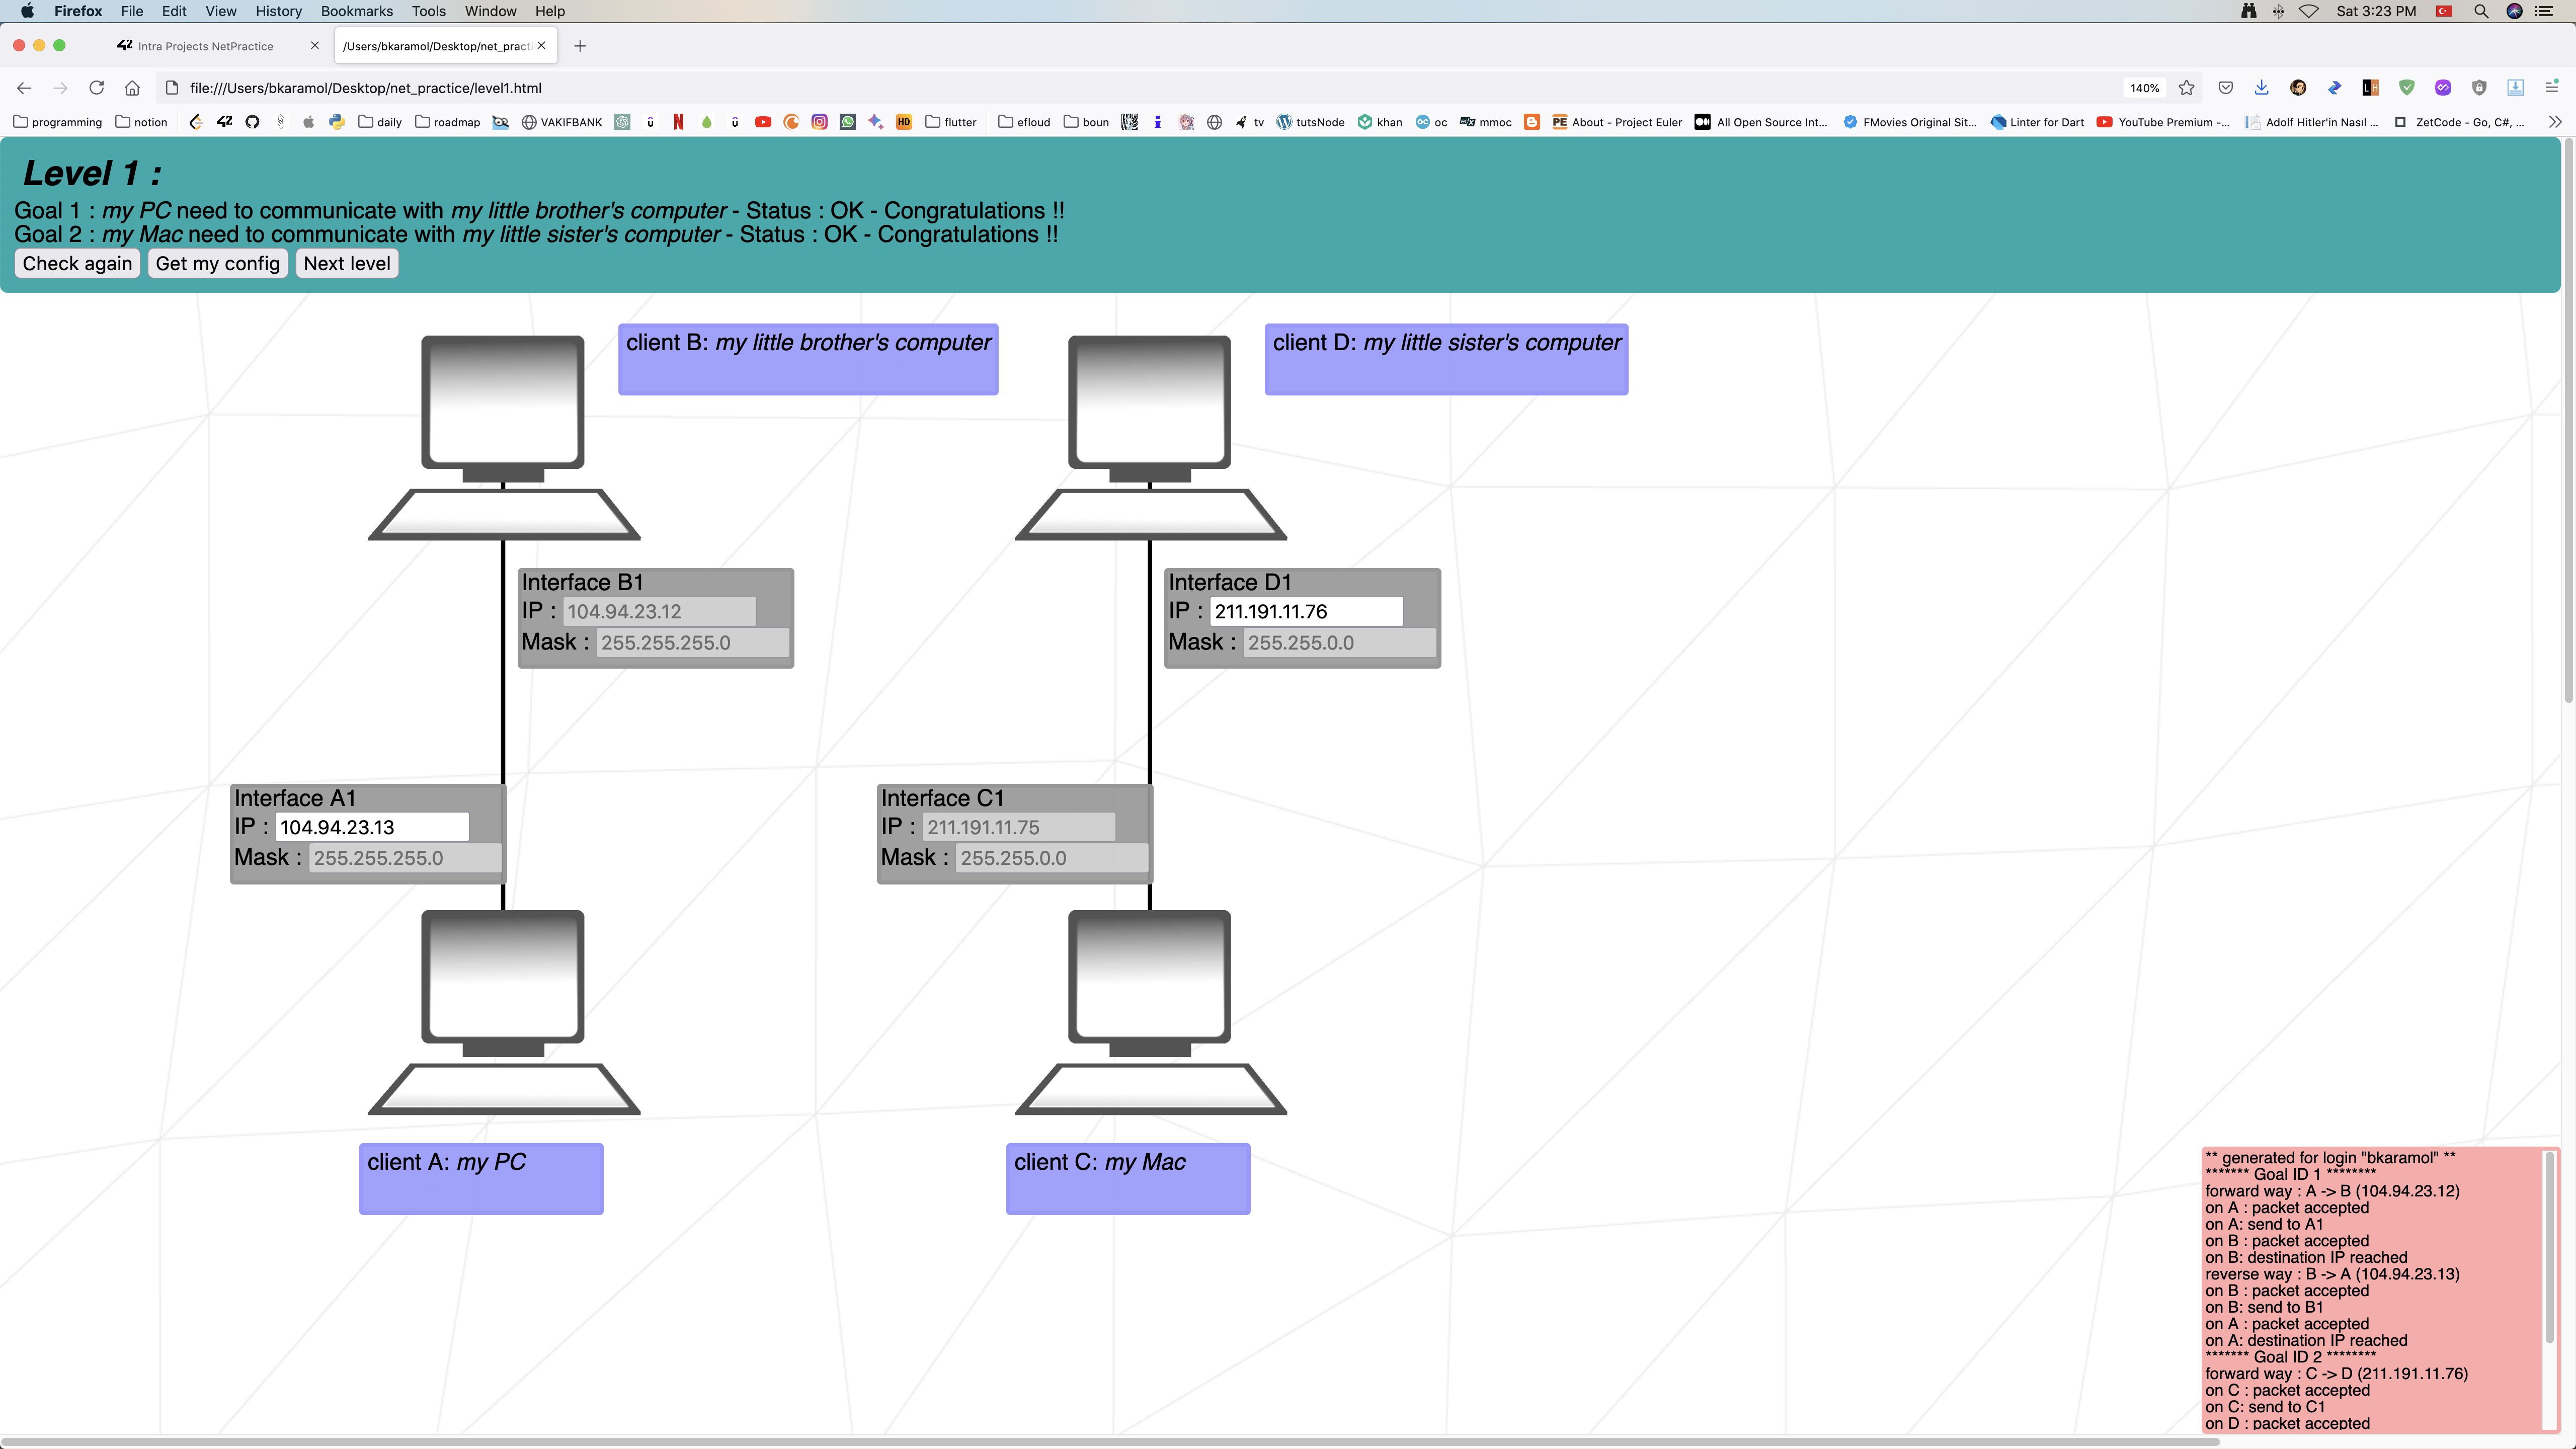 Firefox File Edit View History Bookmarks Tools Window Help Sat 3:23 PM
42 Intra Projects NetPractice /Users/bkaramol/Desktop/net_pract
file:///Users/bkaramol/Desktop/net_practice/level1.html 140%
programming notion 42 daily roadmap VAKIFBANK HD flutter efloud boun tv tutsNode khan oc mmoc About - Project Euler All Open Source Int... FMovies Original Sit... Linter for Dart YouTube Premium -... Adolf Hitler'in Nasıl ... ZetCode - Go, C#, ...
Level 1 :
Goal 1 : my PC need to communicate with my little brother's computer - Status : OK - Congratulations !!
Goal 2 : my Mac need to communicate with my little sister's computer - Status : OK - Congratulations !!
Check again Get my config Next level
client B: my little brother's computer
client D: my little sister's computer
Interface B1
IP : 104.94.23.12
Mask : 255.255.255.0
Interface D1
IP : 211.191.11.76
Mask : 255.255.0.0
Interface A1
IP : 104.94.23.13
Mask : 255.255.255.0
Interface C1
IP : 211.191.11.75
Mask : 255.255.0.0
client A: my PC
client C: my Mac
** generated for login "bkaramol" **
******* Goal ID 1 ********
forward way : A -> B (104.94.23.12)
on A : packet accepted
on A: send to A1
on B : packet accepted
on B: destination IP reached
reverse way : B -> A (104.94.23.13)
on B : packet accepted
on B: send to B1
on A : packet accepted
on A: destination IP reached
******* Goal ID 2 ********
forward way : C -> D (211.191.11.76)
on C : packet accepted
on C: send to C1
on D : packet accepted